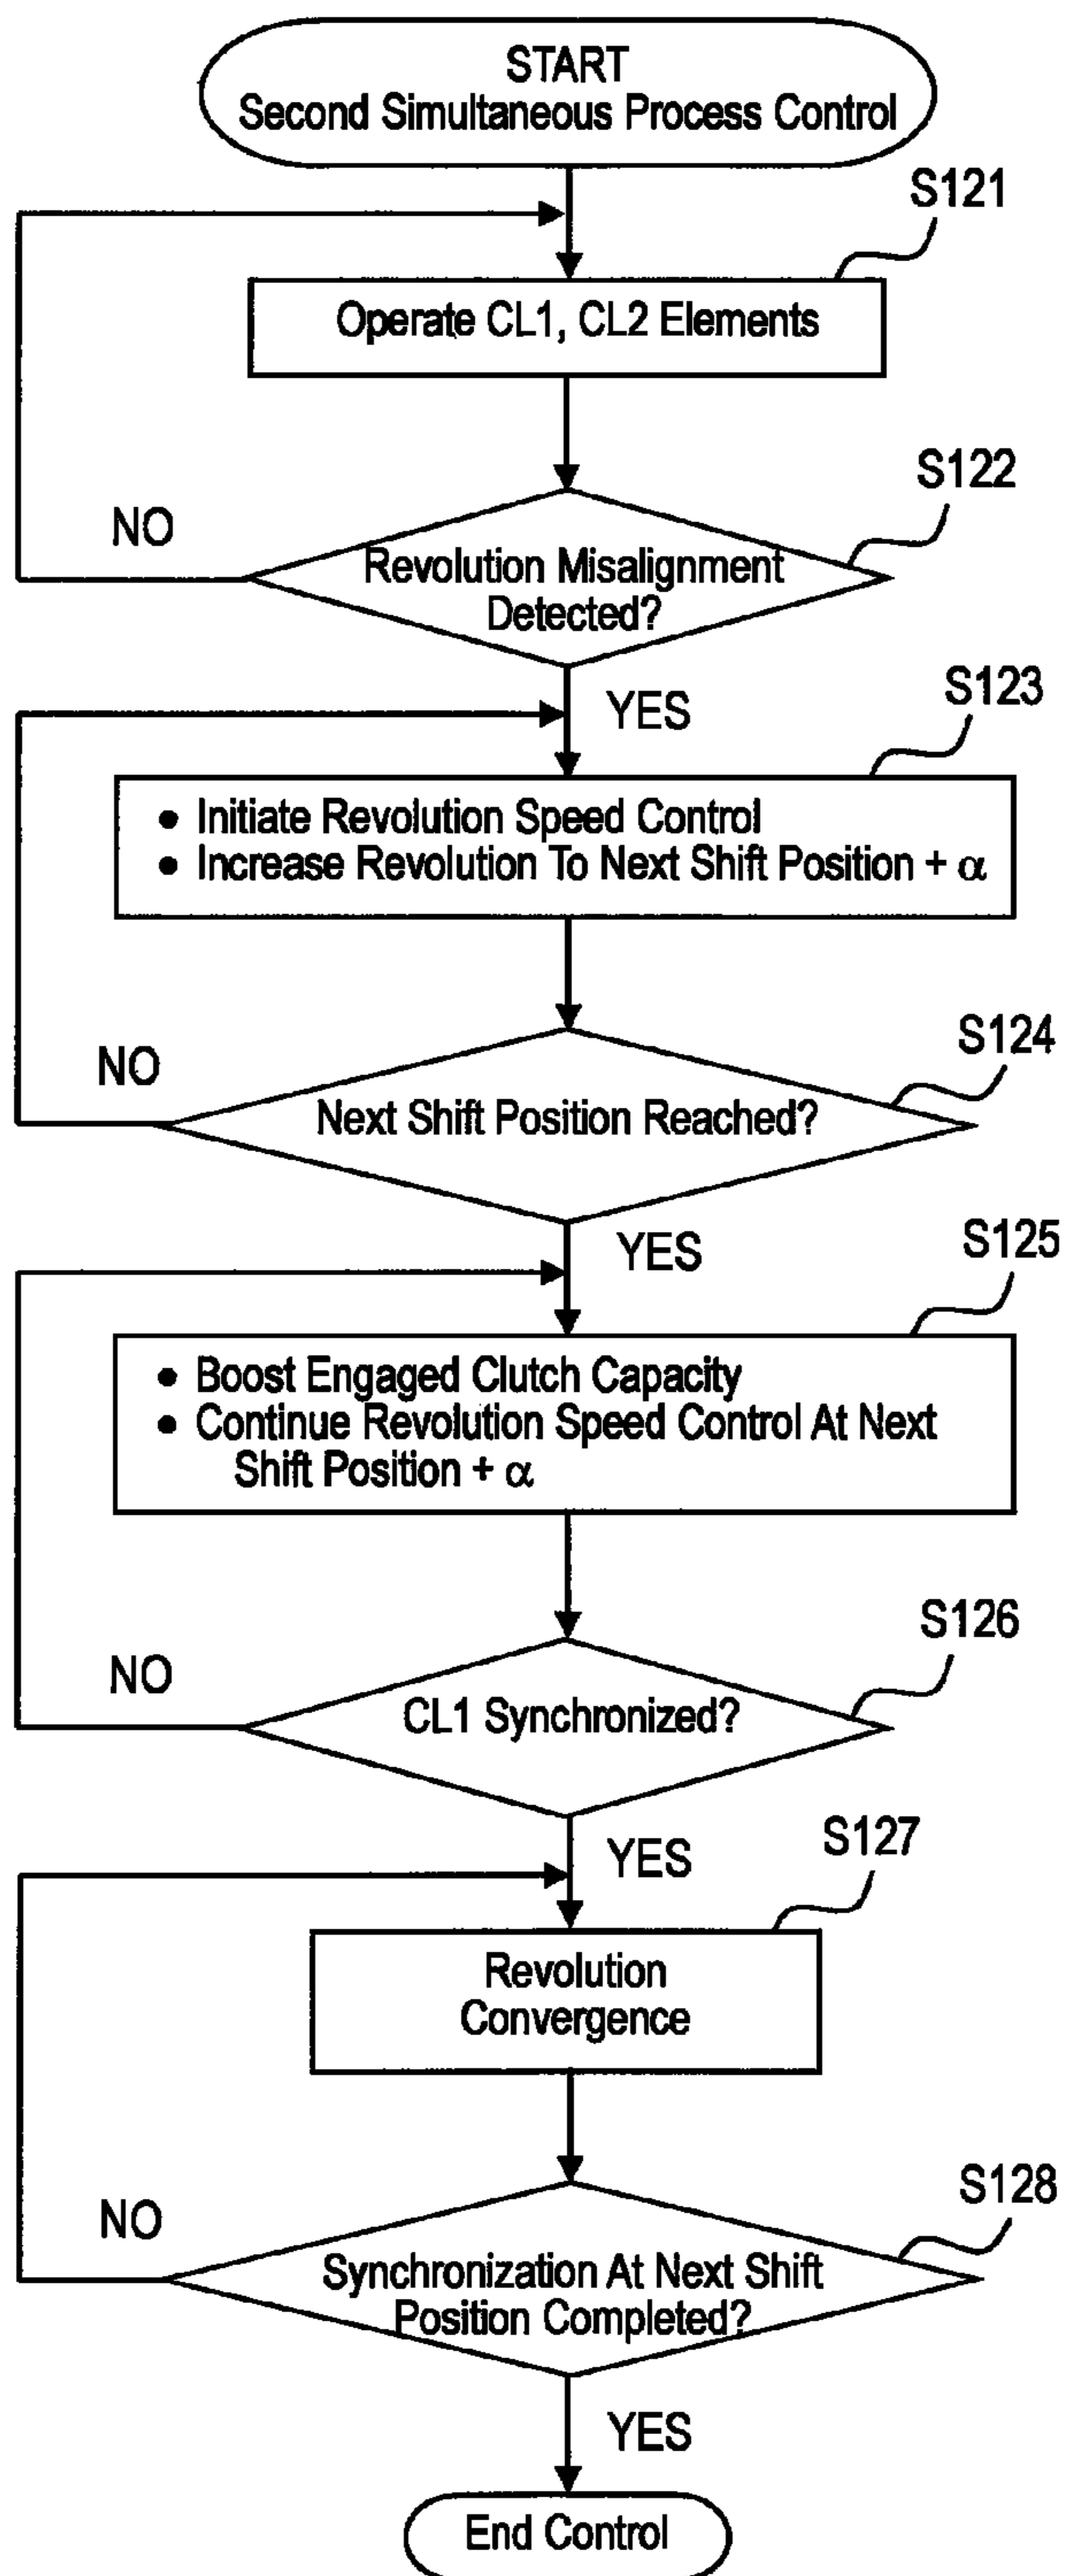 START
Second Simultaneous Process Control
S121
Operate CL1, CL2 Elements
S122
NO
Revolution Misalignment
Detected?
YES
S123
• Initiate Revolution Speed Control
• Increase Revolution To Next Shift Position + α
S124
NO
Next Shift Position Reached?
YES
S125
• Boost Engaged Clutch Capacity
• Continue Revolution Speed Control At Next
Shift Position + α
S126
NO
CL1 Synchronized?
YES
S127
Revolution
Convergence
S128
NO
Synchronization At Next Shift
Position Completed?
YES
End Control